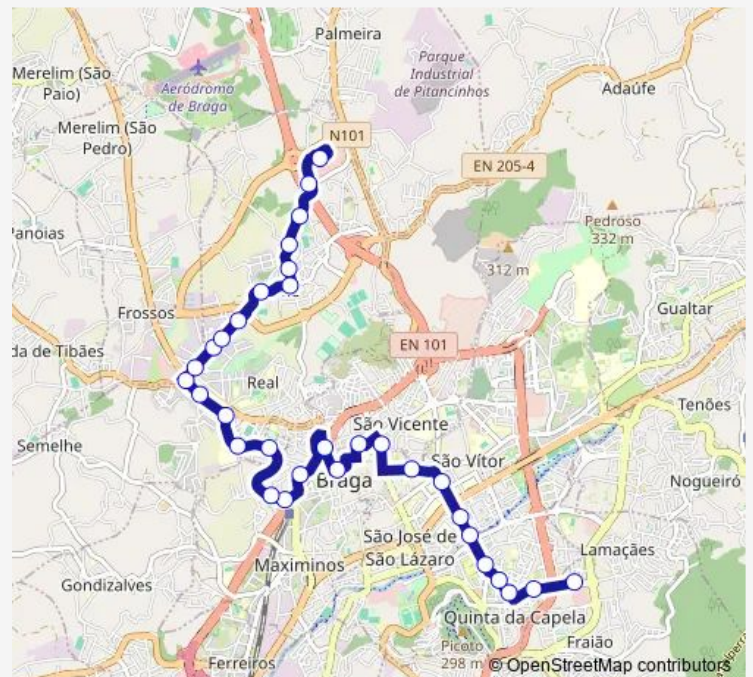 Palmeira
Parque
Industrial
de Pitancinhos
Merelim (São
Paio)
Aeródromo
de Braga
Adaúfe
Merelim (São
Pedro)
N101
EN 205-4
Pedroso
332 m
Panoias
312 m
Frossos
Gualtar
da de Tibães
EN 101
Real
Tenões
São Vicente
Semelhe
São Vítor
Nogueiró
Braga
São José de
São Lázaro
Lamaçães
Maximinos
Gondizalves
Quinta da Capela
Picoto
298 m
Fraião
Ferreiros
© OpenStreetMap contributors